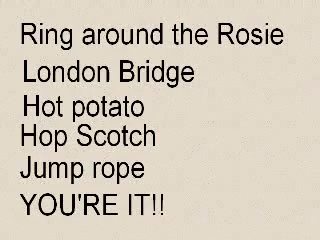 Ring around the Rosie
London Bridge
Hot potato
Hop Scotch
Jump rope
YOU'RE IT!!